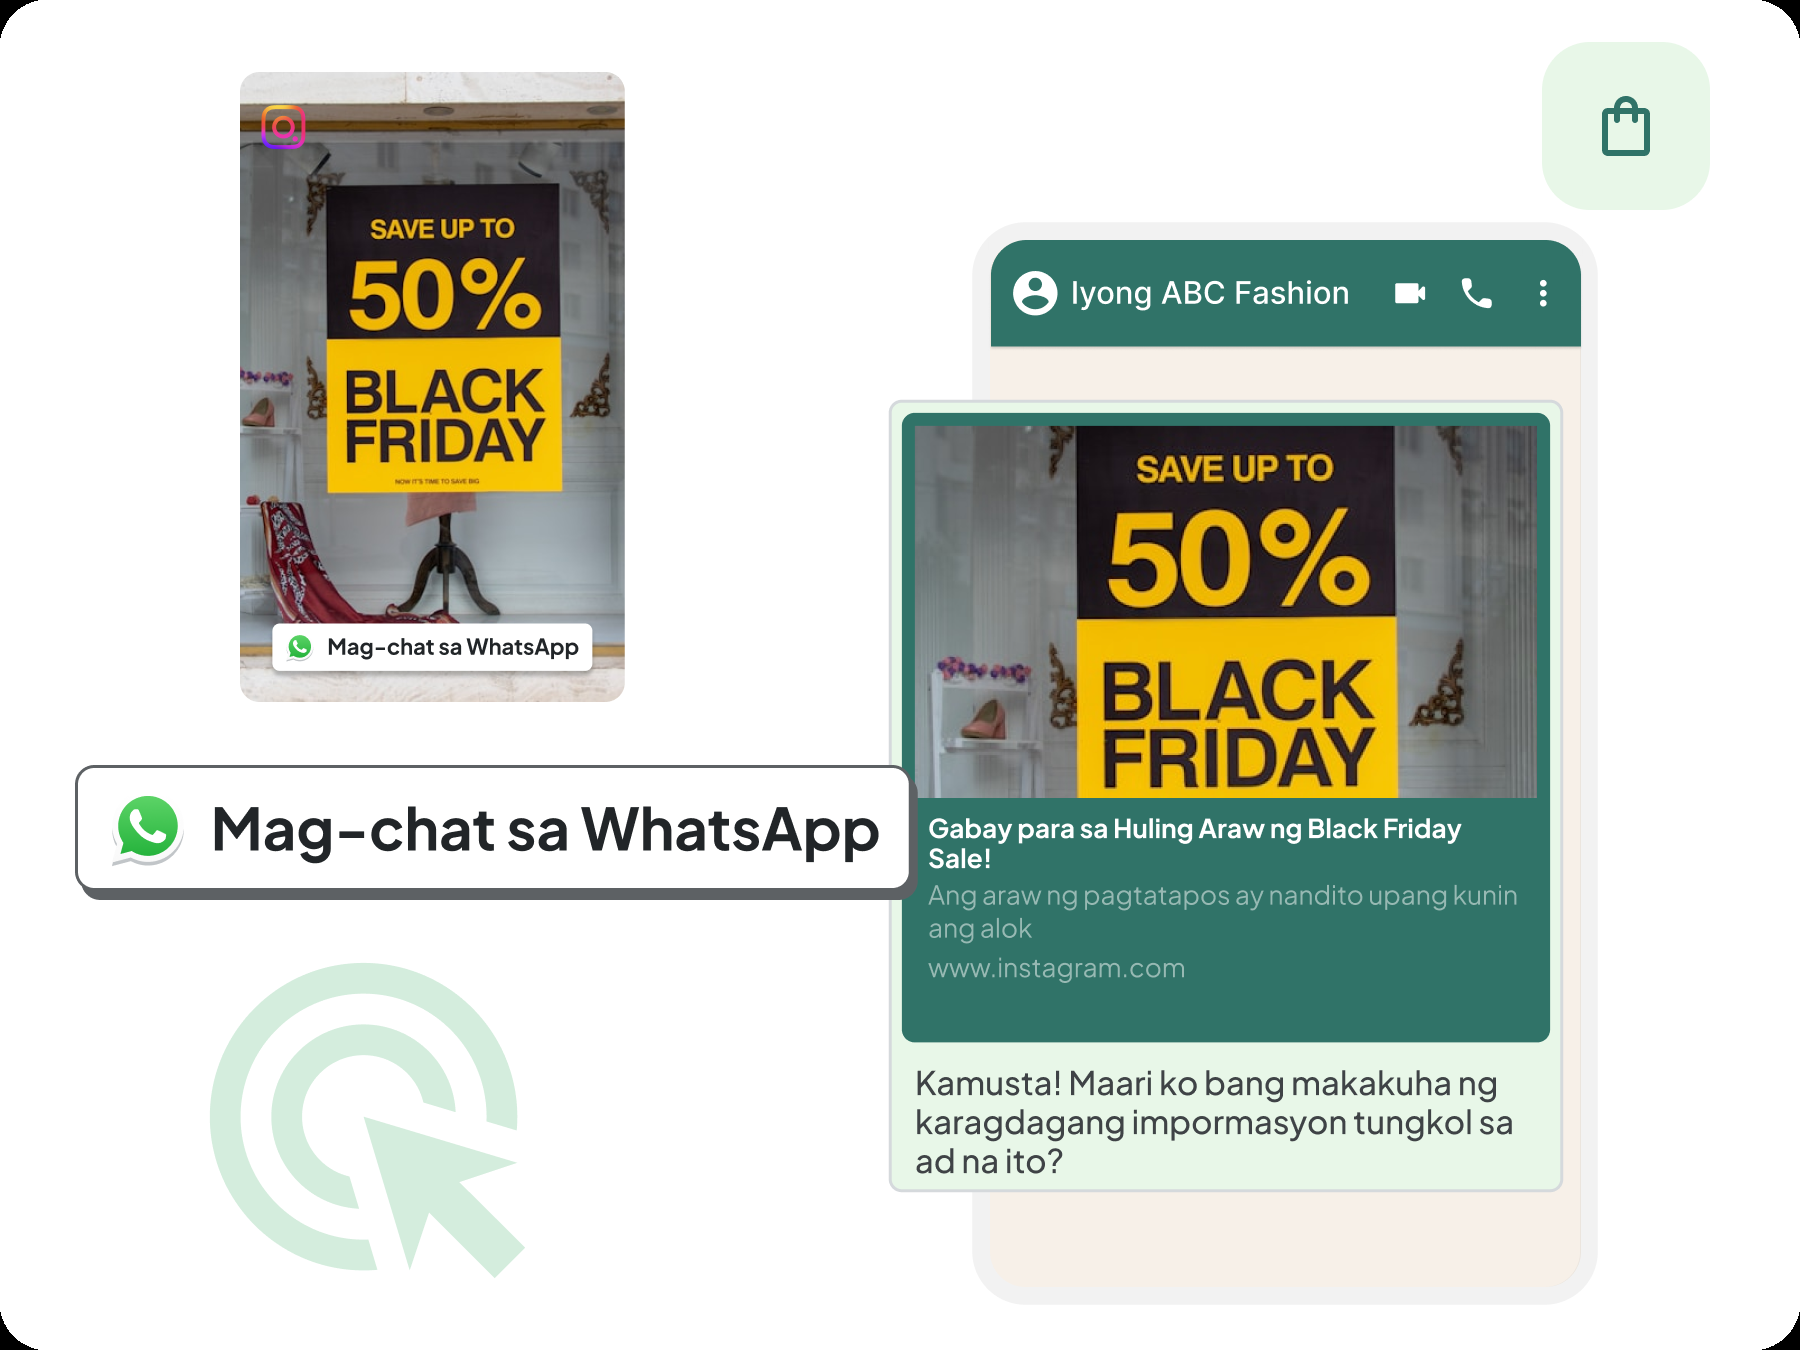 SAVE UP TO
50%
BLACK
FRIDAY
NOW IT'S TIME TO SAVE BIG
Mag-chat sa WhatsApp
Mag-chat sa WhatsApp
Iyong ABC Fashion
SAVE UP TO
50%
BLACK
FRIDAY
Gabay para sa Huling Araw ng Black Friday
Sale!
Ang araw ng pagtatapos ay nandito upang kunin
ang alok
www.instagram.com
Kamusta! Maari ko bang makakuha ng
karagdagang impormasyon tungkol sa
ad na ito?